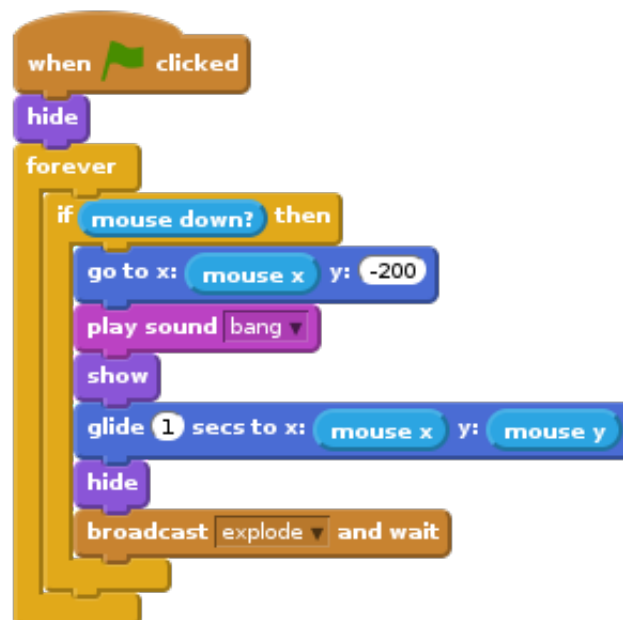 when clicked
hide
forever
if mouse down? then
go to x: mouse x y: -200
play sound bang
show
glide 1 secs to x: mouse x y: mouse y
hide
broadcast explode and wait